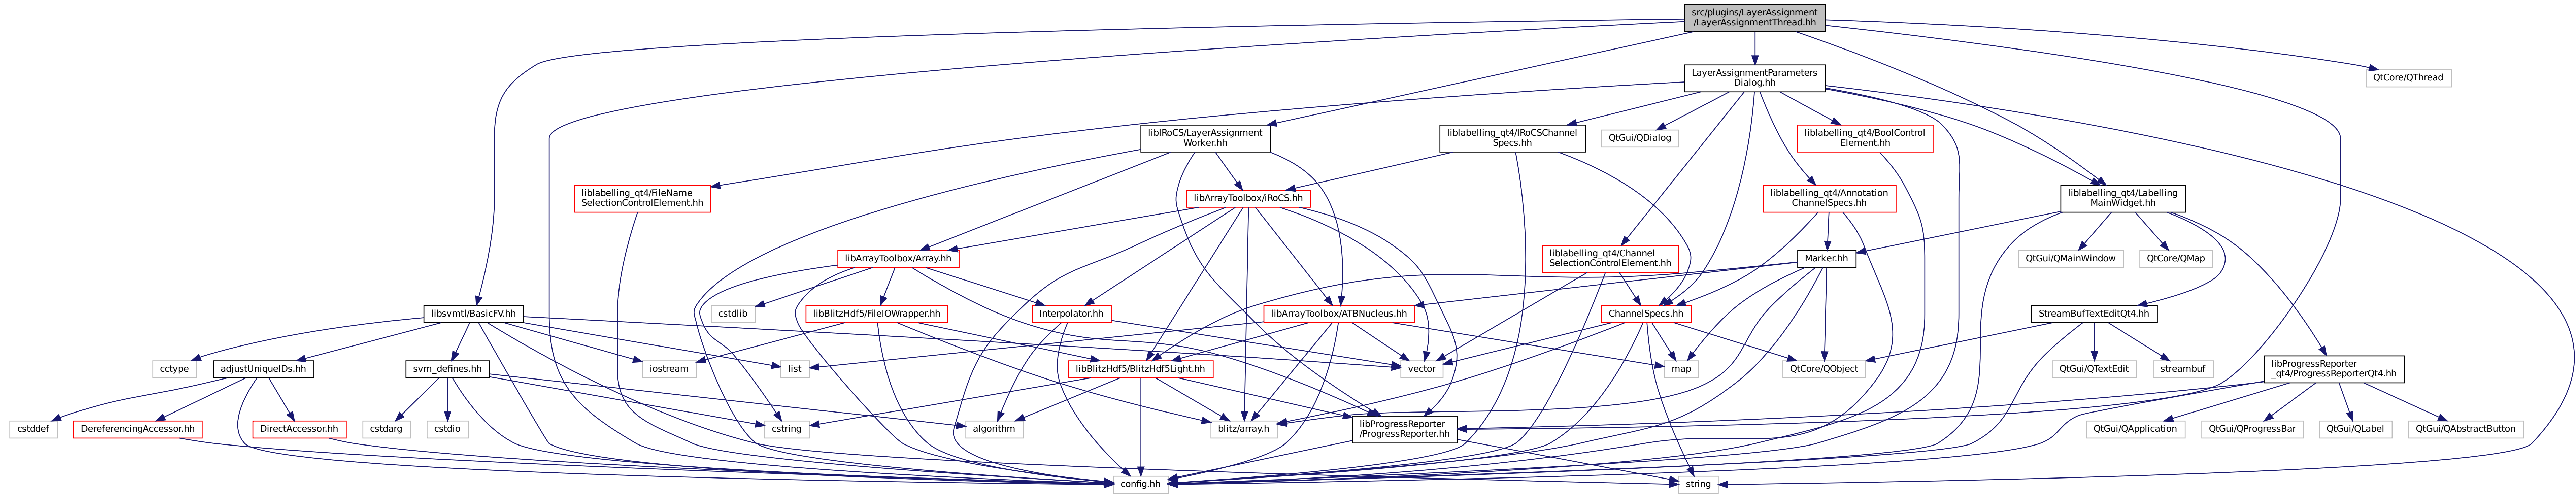 src/plugins/LayerAssignment
/LayerAssignmentThread.hh
LayerAssignmentParameters
Dialog.hh
QtCore/QThread
libIRoCS/LayerAssignment
Worker.hh
liblabelling_qt4/IRoCSChannel
Specs.hh
QtGui/QDialog
liblabelling_qt4/BoolControl
Element.hh
liblabelling_qt4/FileName
SelectionControlElement.hh
libArrayToolbox/iRoCS.hh
liblabelling_qt4/Annotation
ChannelSpecs.hh
liblabelling_qt4/Labelling
MainWidget.hh
libArrayToolbox/Array.hh
liblabelling_qt4/Channel
SelectionControlElement.hh
Marker.hh
QtGui/QMainWindow
QtCore/QMap
libsvmtl/BasicFV.hh
cstdlib
libBlitzHdf5/FileIOWrapper.hh
Interpolator.hh
libArrayToolbox/ATBNucleus.hh
ChannelSpecs.hh
StreamBufTextEditQt4.hh
cctype
adjustUniqueIDs.hh
svm_defines.hh
iostream
list
libBlitzHdf5/BlitzHdf5Light.hh
vector
map
QtCore/QObject
QtGui/QTextEdit
streambuf
libProgressReporter
_qt4/ProgressReporterQt4.hh
cstddef
DereferencingAccessor.hh
DirectAccessor.hh
cstdarg
cstdio
cstring
algorithm
blitz/array.h
libProgressReporter
/ProgressReporter.hh
QtGui/QApplication
QtGui/QProgressBar
QtGui/QLabel
QtGui/QAbstractButton
config.hh
string